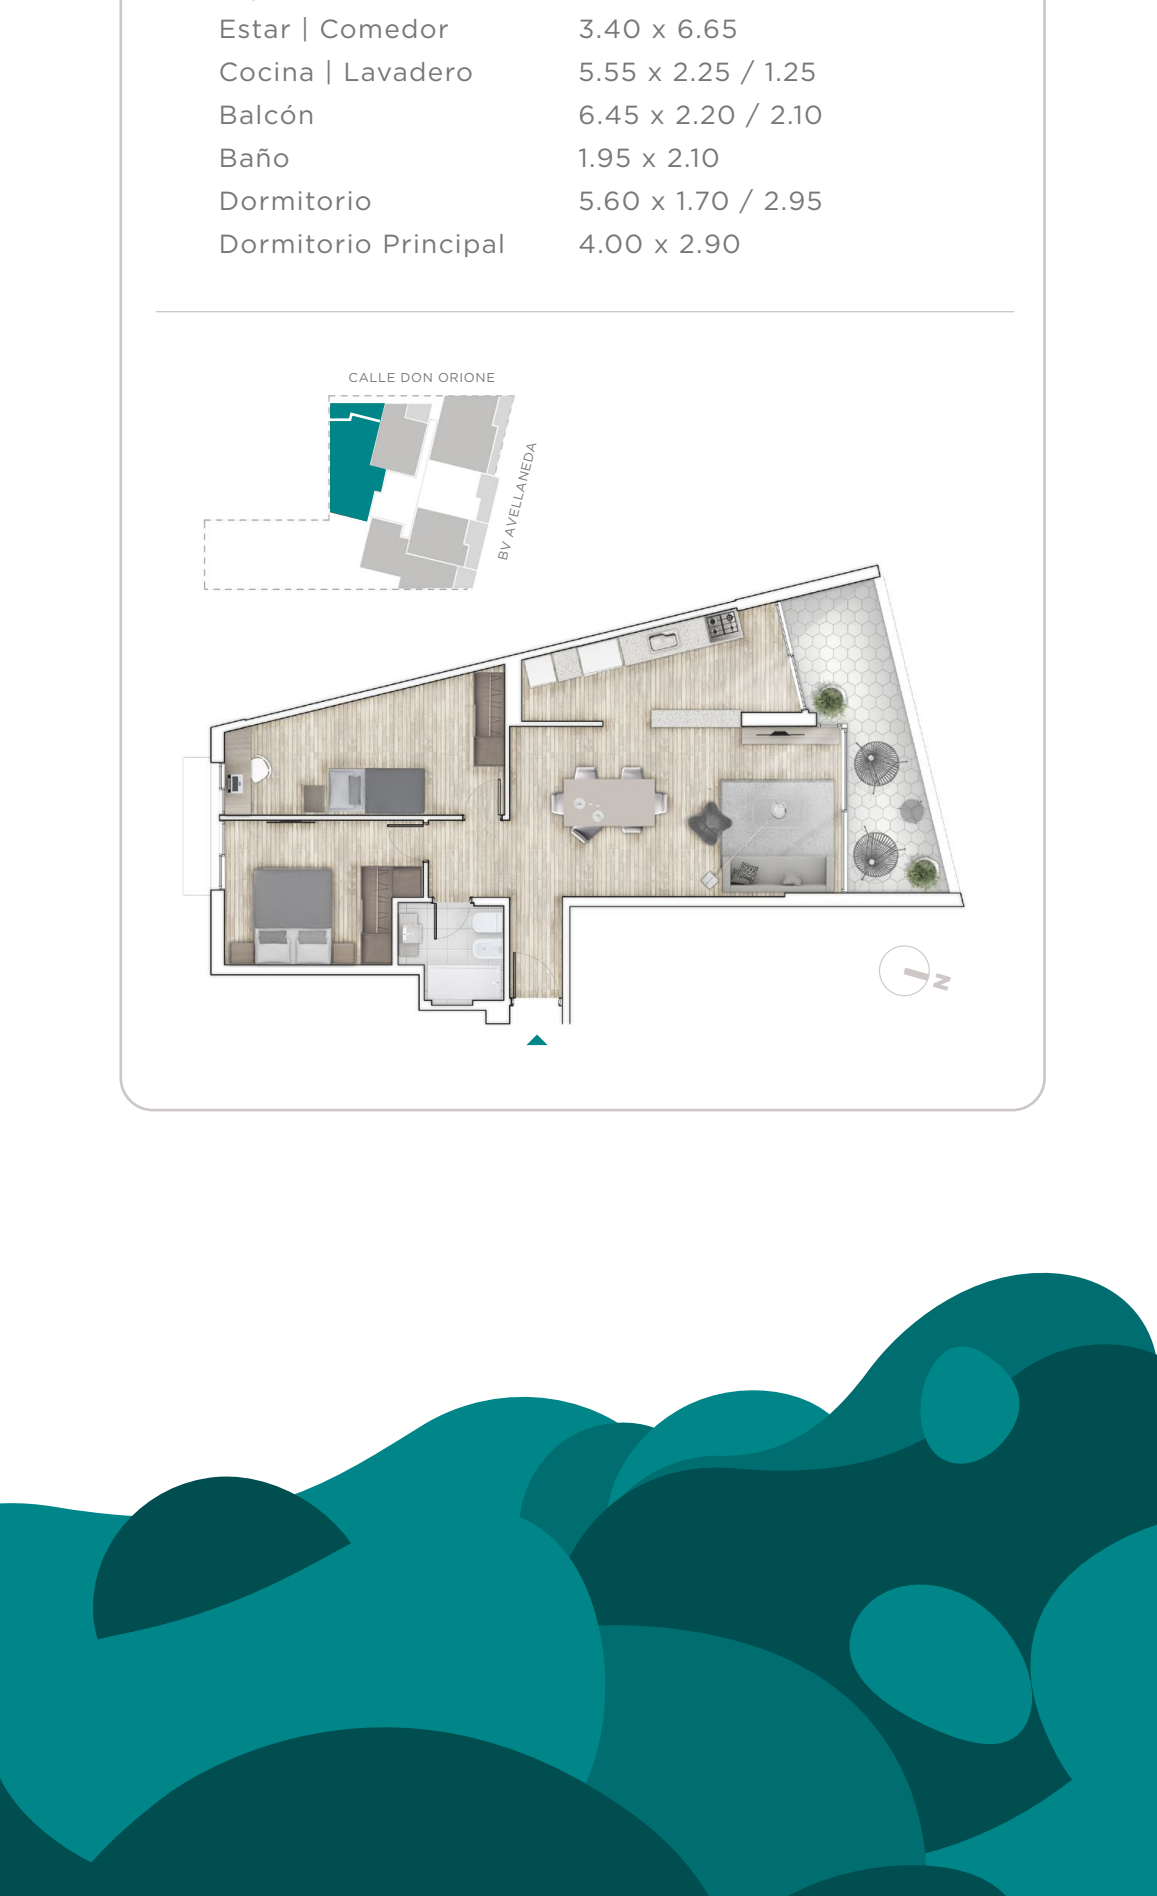 Estar | Comedor 3.40 x 6.65
Cocina | Lavadero 5.55 x 2.25 / 1.25
Balcón 6.45 x 2.20 / 2.10
Baño 1.95 x 2.10
Dormitorio 5.60 x 1.70 / 2.95
Dormitorio Principal 4.00 x 2.90
CALLE DON ORIONE
BV AVELLANEDA
N